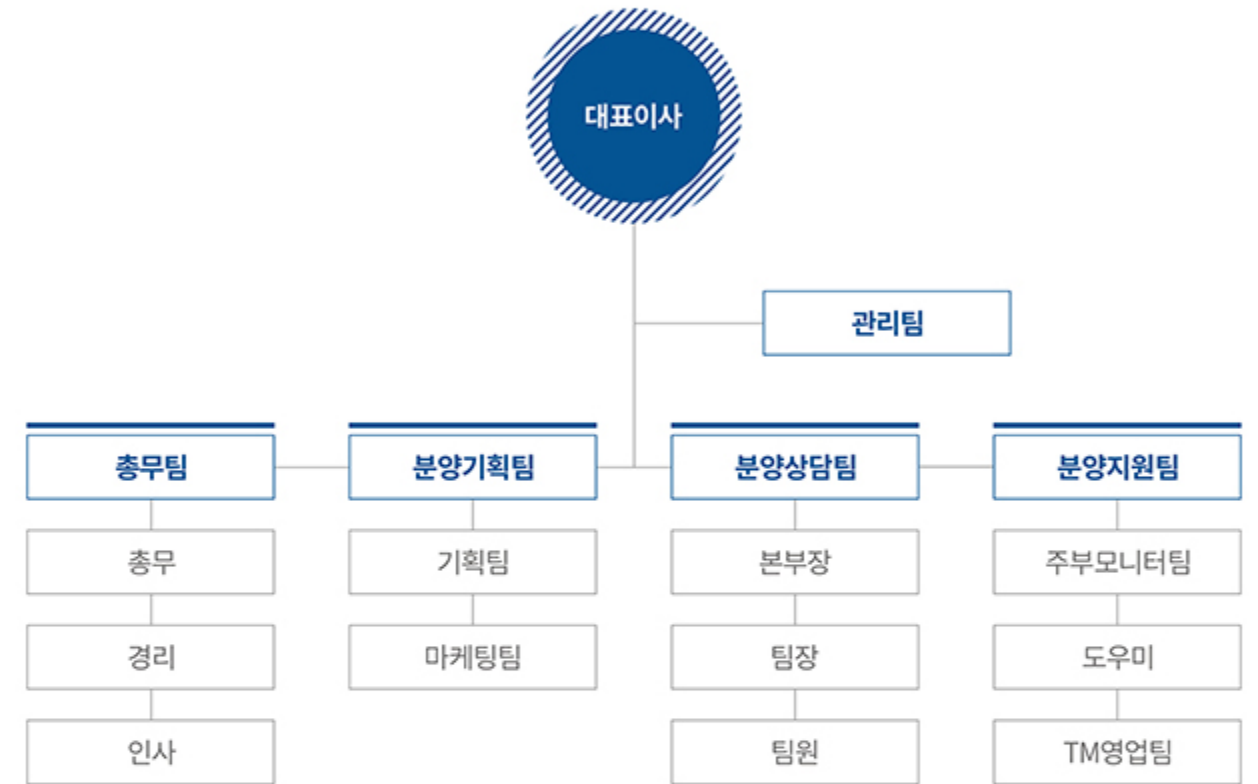 대표이사
관리팀
총무팀
분양기획팀
분양상담팀
분양지원팀
총무
기획팀
본부장
주부모니터팀
경리
마케팅팀
팀장
도우미
인사
팀원
TM영업팀